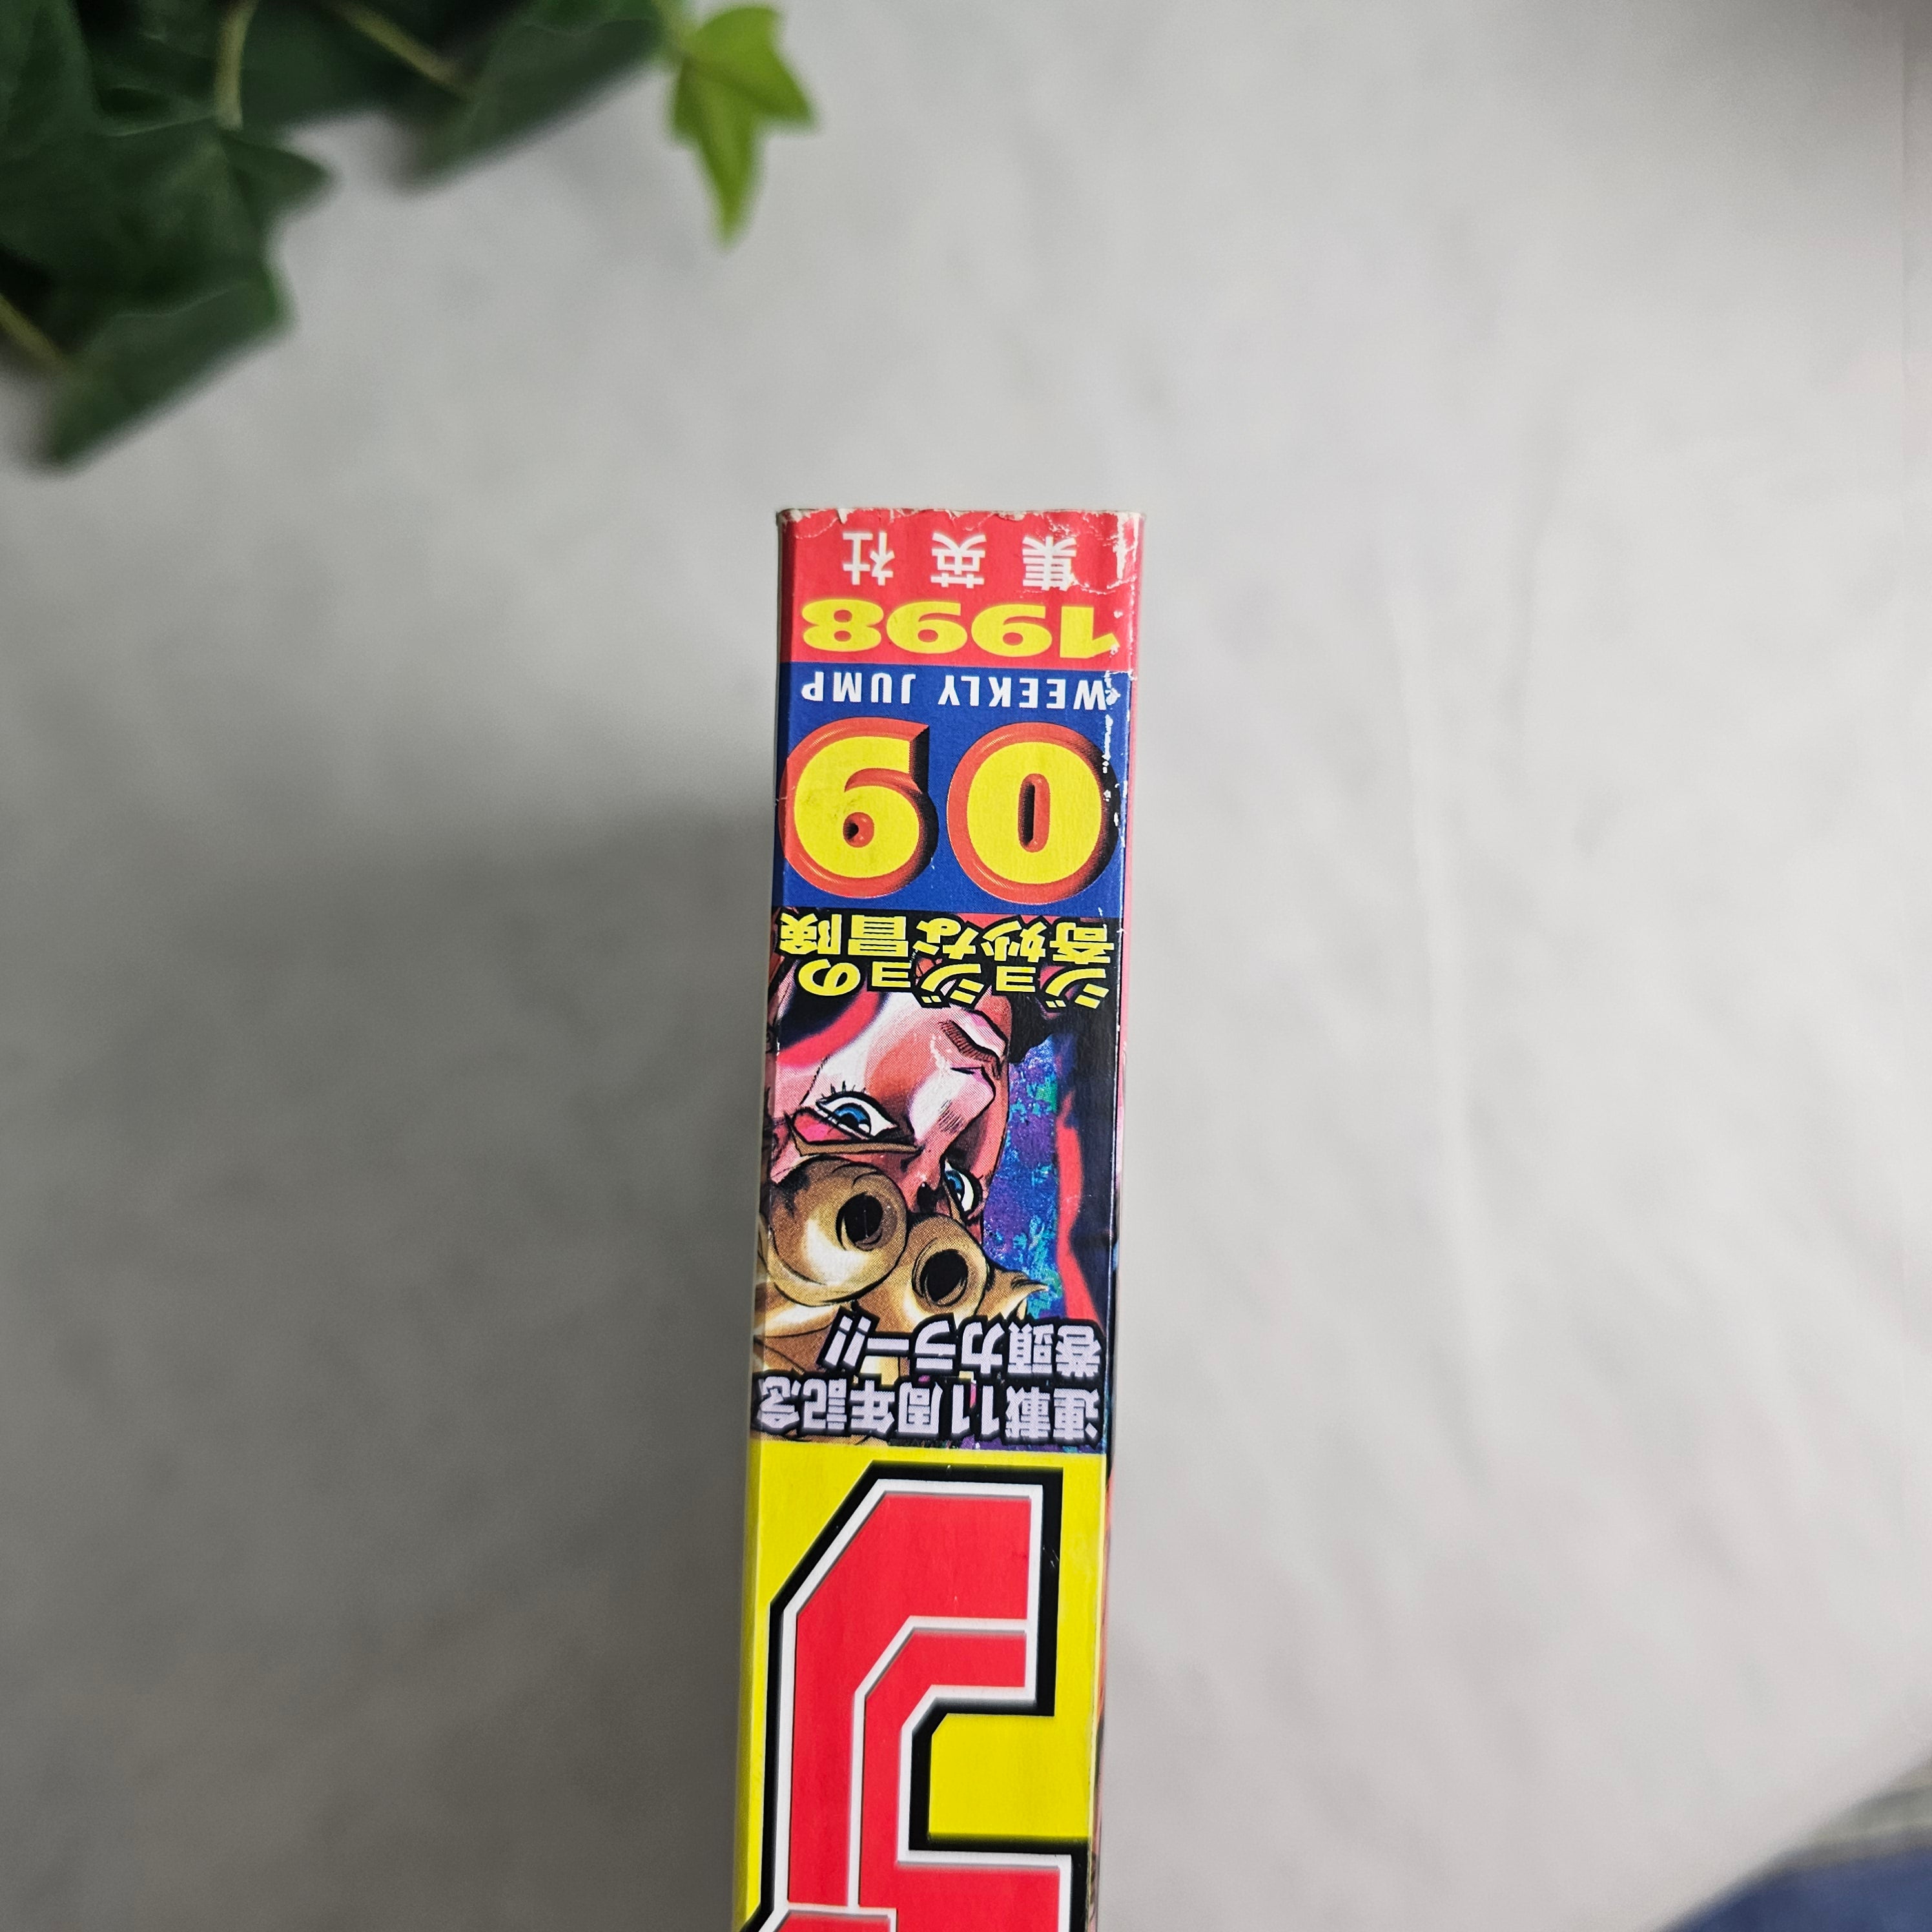 連載11周年記念
巻頭カラー!!
ジョジョの
奇妙な冒険
09
WEEKLY JUMP
1998
集英社